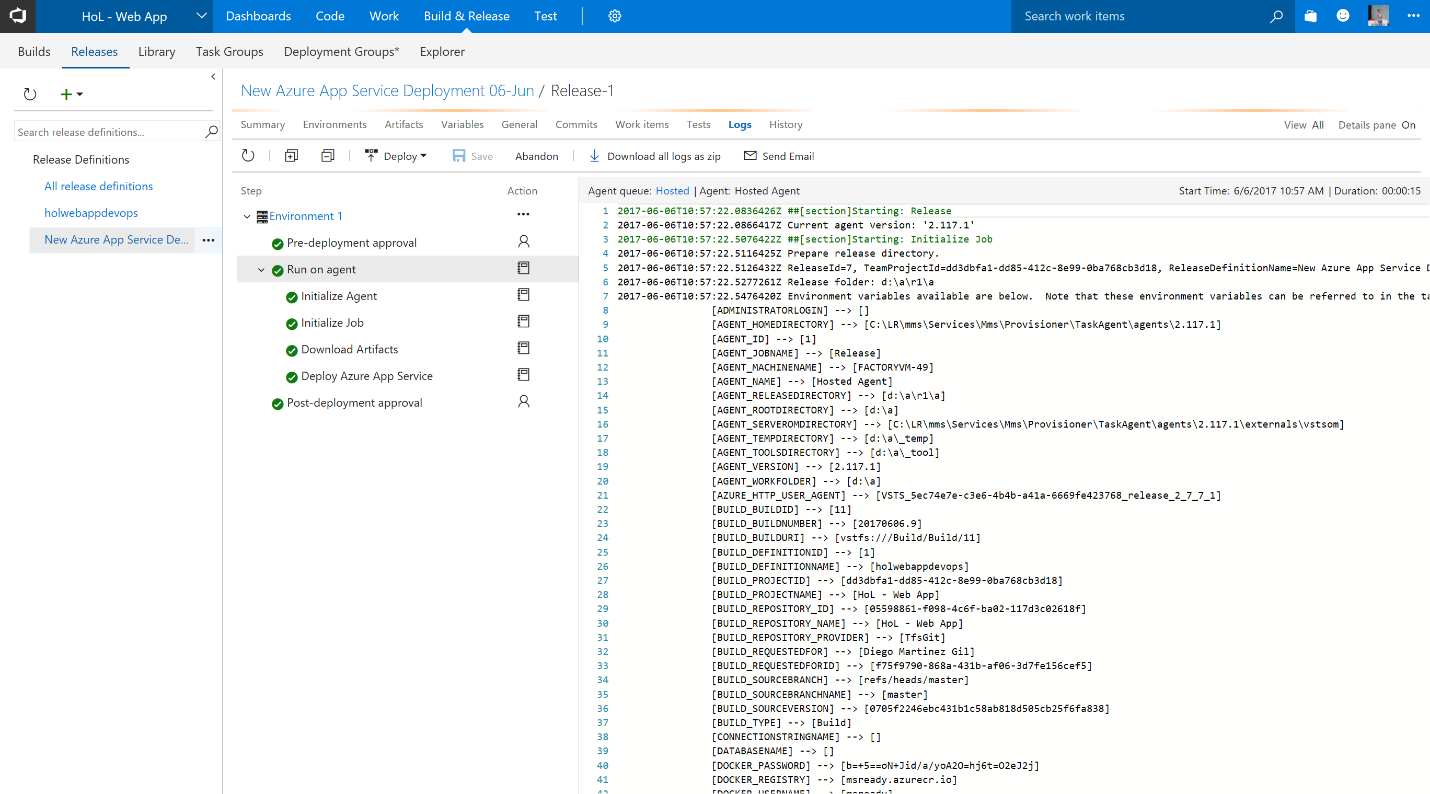 HoL - Web App
Dashboards Code Work Build & Release Test
Search work items
Builds Releases Library Task Groups Deployment Groups* Explorer
Search release definitions...
Release Definitions
All release definitions
holwebappdevops
New Azure App Service De...
New Azure App Service Deployment 06-Jun / Release-1
Summary Environments Artifacts Variables General Commits Work items Tests Logs History
View All Details pane On
Deploy Save Abandon Download all logs as zip Send Email
Step Action
Environment 1
Pre-deployment approval
Run on agent
Initialize Agent
Initialize Job
Download Artifacts
Deploy Azure App Service
Post-deployment approval
Agent queue: Hosted | Agent: Hosted Agent
Start Time: 6/6/2017 10:57 AM | Duration: 00:00:15
1 2017-06-06T10:57:22.0836426Z ##[section]Starting: Release
2 2017-06-06T10:57:22.0866417Z Current agent version: '2.117.1'
3 2017-06-06T10:57:22.5076422Z ##[section]Starting: Initialize Job
4 2017-06-06T10:57:22.5116425Z Prepare release directory.
5 2017-06-06T10:57:22.5126432Z ReleaseId=7, TeamProjectId=dd3dbfa1-dd85-412c-8e99-0ba768cb3d18, ReleaseDefinitionName=New Azure App Service D
6 2017-06-06T10:57:22.5277261Z Release folder: d:\a\r1\a
7 2017-06-06T10:57:22.5476420Z Environment variables available are below. Note that these environment variables can be referred to in the ta
8 [ADMINISTRATORLOGIN] --> []
9 [AGENT_HOMEDIRECTORY] --> [C:\LR\mms\Services\Mms\Provisioner\TaskAgent\agents\2.117.1]
10 [AGENT_ID] --> [1]
11 [AGENT_JOBNAME] --> [Release]
12 [AGENT_MACHINENAME] --> [FACTORYVM-49]
13 [AGENT_NAME] --> [Hosted Agent]
14 [AGENT_RELEASEDIRECTORY] --> [d:\a\r1\a]
15 [AGENT_ROOTDIRECTORY] --> [d:\a]
16 [AGENT_SERVEROMDIRECTORY] --> [C:\LR\mms\Services\Mms\Provisioner\TaskAgent\agents\2.117.1\externals\vstsom]
17 [AGENT_TEMPDIRECTORY] --> [d:\a\_temp]
18 [AGENT_TOOLSDIRECTORY] --> [d:\a\_tool]
19 [AGENT_VERSION] --> [2.117.1]
20 [AGENT_WORKFOLDER] --> [d:\a]
21 [AZURE_HTTP_USER_AGENT] --> [VSTS_5ec74e7e-c3e6-4b4b-a41a-6669fe423768_release_2_7_7_1]
22 [BUILD_BUILDID] --> [11]
23 [BUILD_BUILDNUMBER] --> [20170606.9]
24 [BUILD_BUILDURI] --> [vstfs:///Build/Build/11]
25 [BUILD_DEFINITIONID] --> [1]
26 [BUILD_DEFINITIONNAME] --> [holwebappdevops]
27 [BUILD_PROJECTID] --> [dd3dbfa1-dd85-412c-8e99-0ba768cb3d18]
28 [BUILD_PROJECTNAME] --> [HoL - Web App]
29 [BUILD_REPOSITORY_ID] --> [05598861-f098-4c6f-ba02-117d3c02618f]
30 [BUILD_REPOSITORY_NAME] --> [HoL - Web App]
31 [BUILD_REPOSITORY_PROVIDER] --> [TfsGit]
32 [BUILD_REQUESTEDFOR] --> [Diego Martinez Gil]
33 [BUILD_REQUESTEDFORID] --> [f75f9790-868a-431b-af06-3d7fe156cef5]
34 [BUILD_SOURCEBRANCH] --> [refs/heads/master]
35 [BUILD_SOURCEBRANCHNAME] --> [master]
36 [BUILD_SOURCEVERSION] --> [0705f2246ebc431b1c58ab818d505cb25f6fa838]
37 [BUILD_TYPE] --> [Build]
38 [CONNECTIONSTRINGNAME] --> []
39 [DATABASENAME] --> []
40 [DOCKER_PASSWORD] --> [b=+5==oN+Jid/a/yoA2O=hj6t=O2eJ2j]
41 [DOCKER_REGISTRY] --> [msready.azurecr.io]